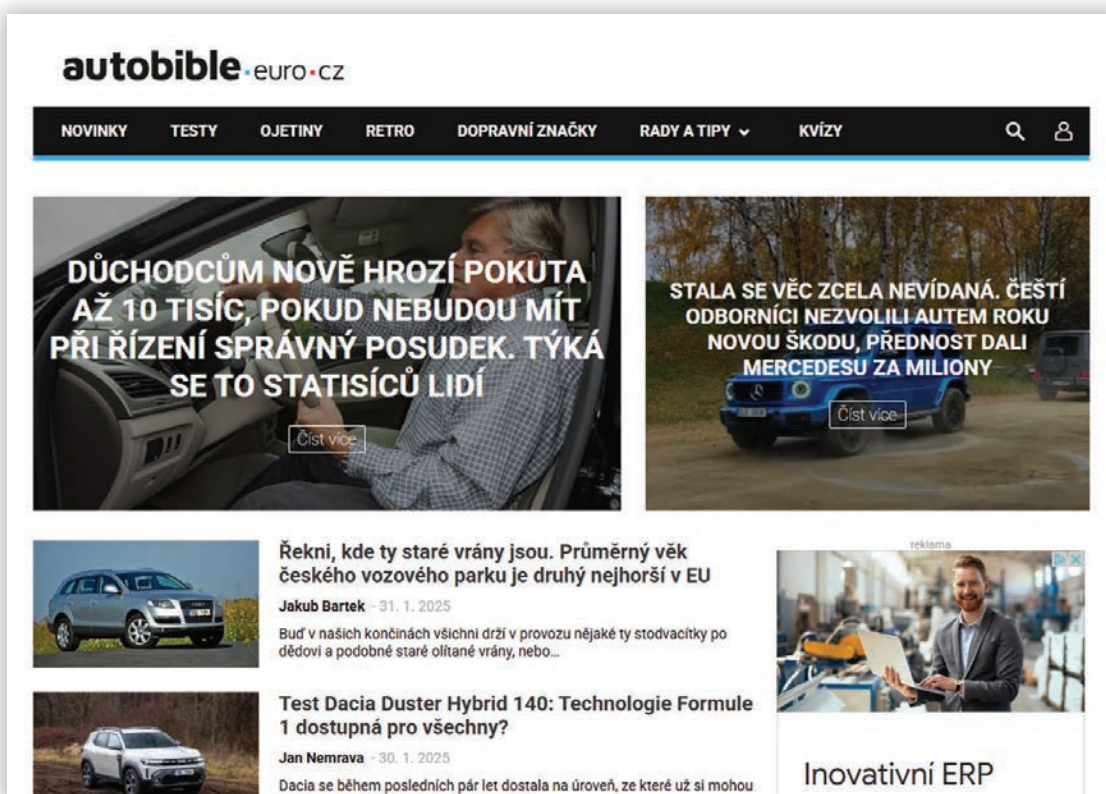 autobible.euro.cz
NOVINKY TESTY OJETINY RETRO DOPRAVNÍ ZNAČKY RADY A TIPY KVÍZY
DŮCHODCŮM NOVĚ HROZÍ POKUTA
AŽ 10 TISÍC, POKUD NEBUDOU MÍT
PŘI ŘÍZENÍ SPRÁVNÝ POSUDEK. TÝKÁ
SE TO STATISÍCŮ LIDÍ
Číst více
STALA SE VĚC ZCELA NEVÍDANÁ. ČEŠTÍ
ODBORNÍCI NEZVOLILI AUTEM ROKU
NOVOU ŠKODU, PŘEDNOST DALI
MERCEDESU ZA MILIONY
Číst více
Řekni, kde ty staré vrány jsou. Průměrný věk
českého vozového parku je druhý nejhorší v EU
Jakub Bartek - 31. 1. 2025
Buď v našich končinách všichni drží v provozu nějaké ty stodvacítky po
dědovi a podobné staré olítané vrány, nebo...
Test Dacia Duster Hybrid 140: Technologie Formule
1 dostupná pro všechny?
Jan Nemrava - 30. 1. 2025
Dacia se během posledních pár let dostala na úroveň, ze které už si mohou
reklama
Inovativní ERP